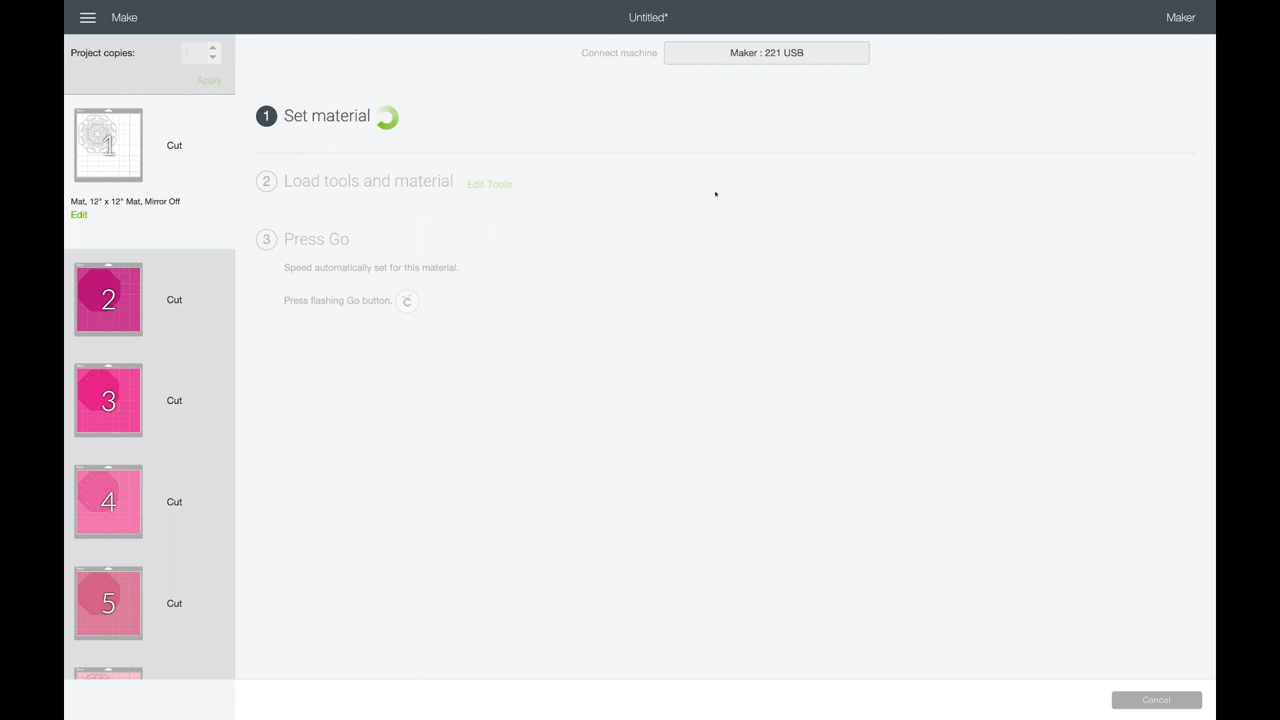 Make
Untitled*
Maker
Project copies:
1
Apply
Connect machine
Maker : 221 USB
1
Cut
Mat, 12" x 12" Mat, Mirror Off
Edit
2
Cut
3
Cut
4
Cut
5
Cut
1 Set material
2 Load tools and material Edit Tools
3 Press Go
Speed automatically set for this material.
Press flashing Go button.
Cancel